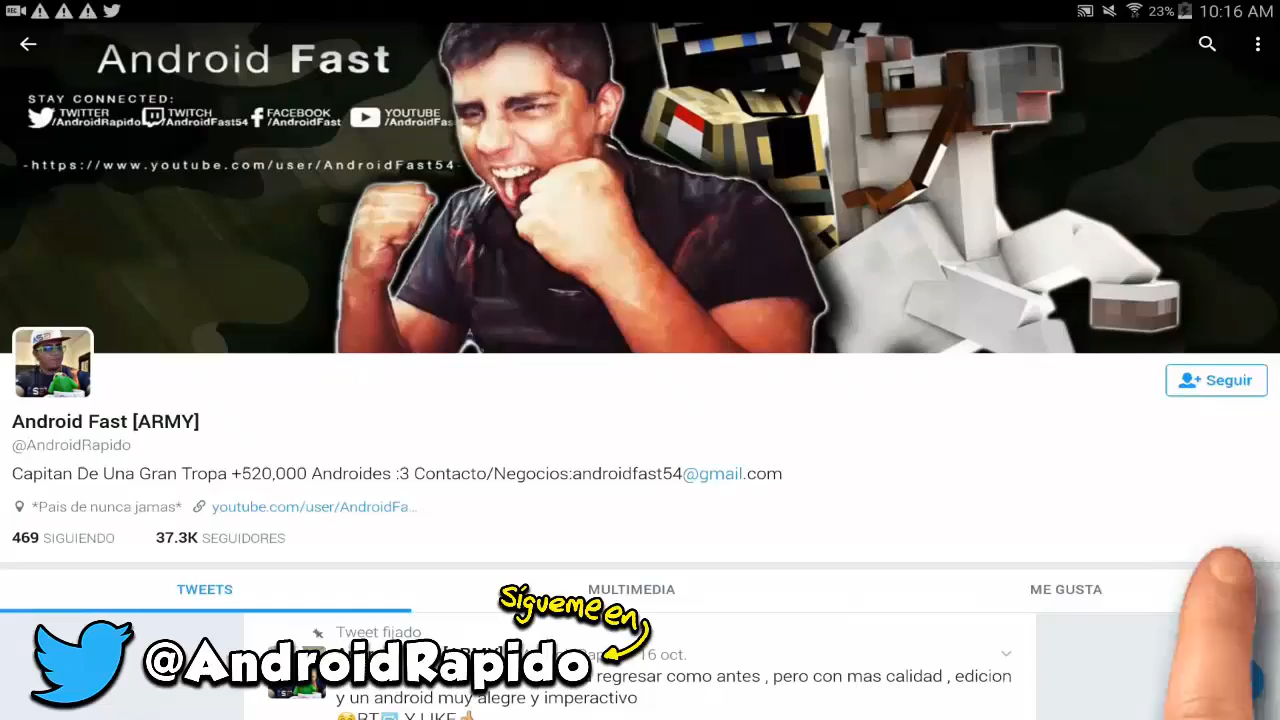 REC
23% 10:16 AM
Android Fast
STAY CONNECTED:
TWITTER
/AndroidRapido
TWITCH
/AndroidFast54
FACEBOOK
/AndroidFast
YOUTUBE
/AndroidFas
-https://www.youtube.com/user/AndroidFast54-
Seguir
Android Fast [ARMY]
@AndroidRapido
Capitan De Una Gran Tropa +520,000 Androides :3 Contacto/Negocios:androidfast54@gmail.com
*Pais de nunca jamas* youtube.com/user/AndroidFa...
469 SIGUIENDO 37.3K SEGUIDORES
TWEETS MULTIMEDIA ME GUSTA
Sígueme en
Tweet fijado
@AndroidRapido
16 oct.
regresar como antes , pero con mas calidad , edicion
y un android muy alegre y imperactivo
RT Y LIKE